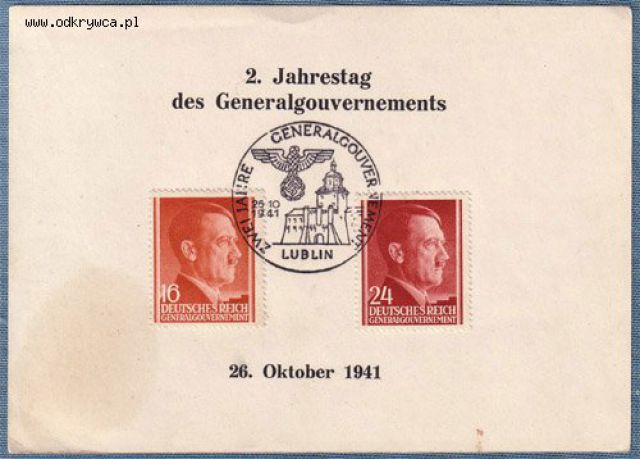 www.odkrywca.pl
2. Jahrestag
des Generalgouvernements
ZWEI JAHRE GENERALGOUVERNEMENT
26.10
1941
LUBLIN
16
DEUTSCHES REICH
GENERALGOUVERNEMENT
24
DEUTSCHES REICH
GENERALGOUVERNEMENT
26. Oktober 1941